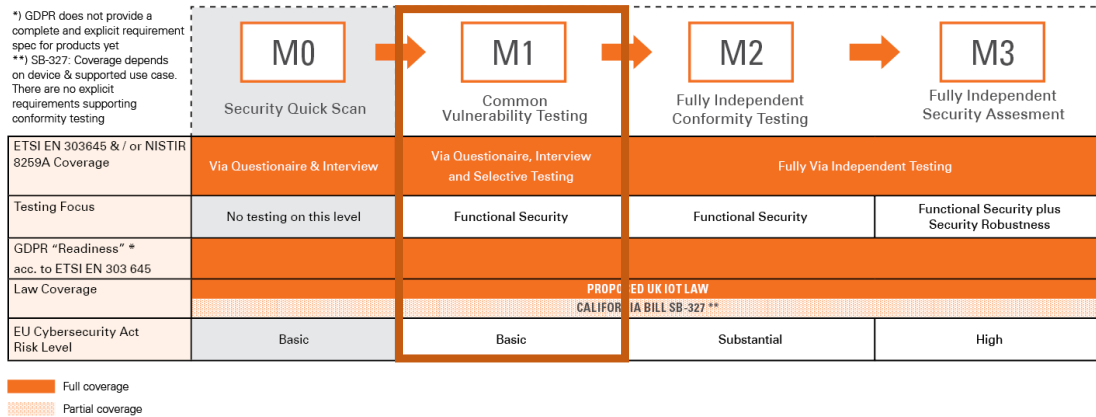 *) GDPR does not provide a
complete and explicit requirement
spec for products yet
**) SB-327: Coverage depends
on device & supported use case.
There are no explicit
requirements supporting
conformity testing
M0
Security Quick Scan
M1
Common
Vulnerability Testing
M2
Fully Independent
Conformity Testing
M3
Fully Independent
Security Assesment
ETSI EN 303645 & / or NISTIR
8259A Coverage
Via Questionaire & Interview
Via Questionaire, Interview
and Selective Testing
Fully Via Independent Testing
Testing Focus
No testing on this level
Functional Security
Functional Security
Functional Security plus
Security Robustness
GDPR “Readiness” *
acc. to ETSI EN 303 645
Law Coverage
PROPOSED UK IOT LAW
CALIFORNIA BILL SB-327 **
EU Cybersecurity Act
Risk Level
Basic
Basic
Substantial
High
Full coverage
Partial coverage